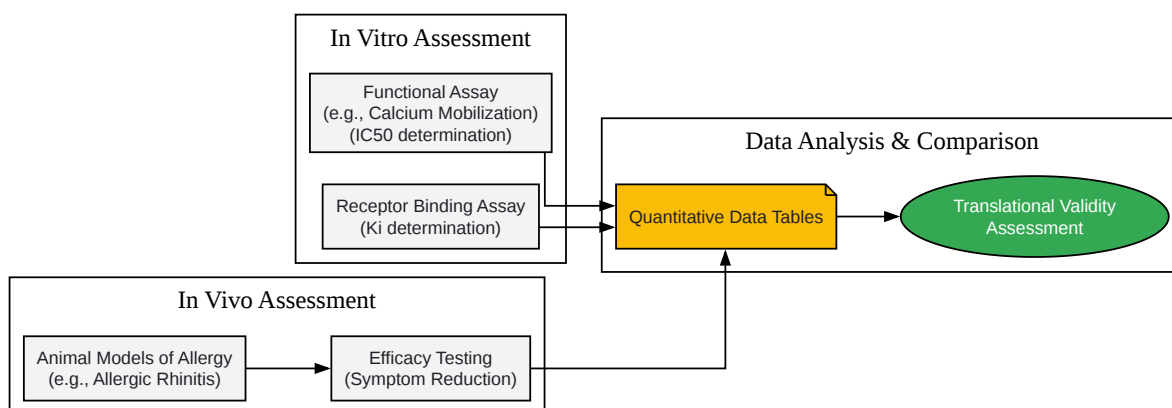 In Vitro Assessment
Functional Assay
(e.g., Calcium Mobilization)
(IC50 determination)
Receptor Binding Assay
(Ki determination)
Data Analysis & Comparison
Quantitative Data Tables
Translational Validity
Assessment
In Vivo Assessment
Animal Models of Allergy
(e.g., Allergic Rhinitis)
Efficacy Testing
(Symptom Reduction)